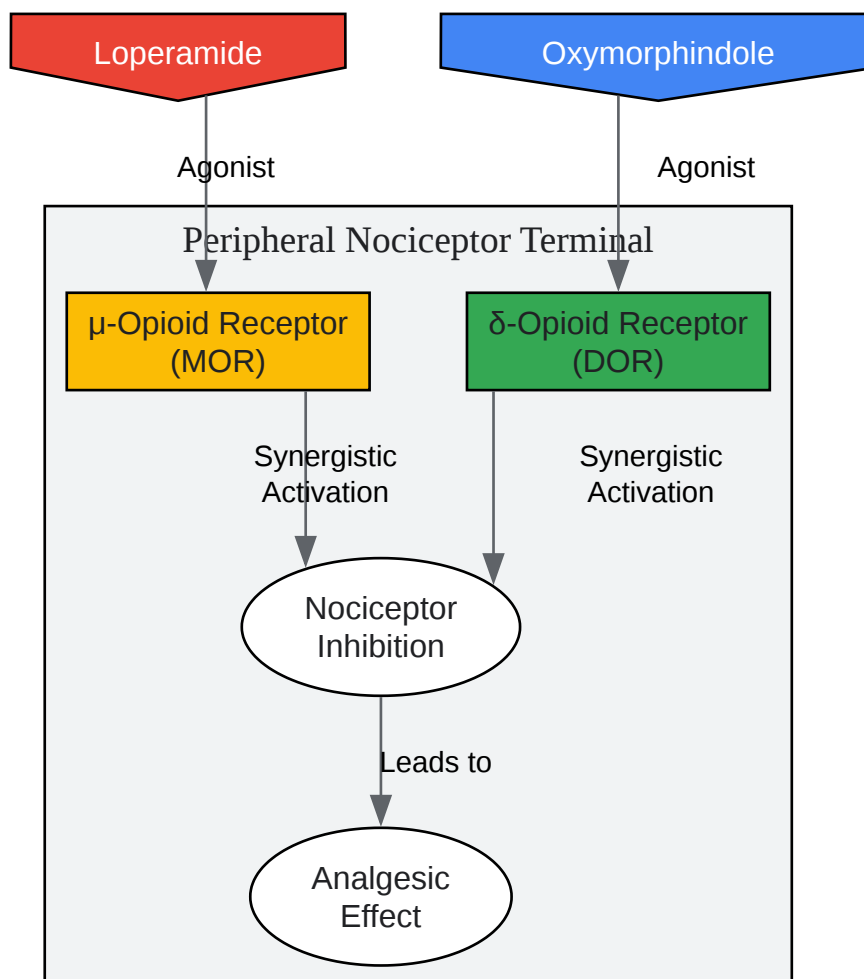 Loperamide
Oxymorphindole
Agonist
Agonist
Peripheral Nociceptor Terminal
μ-Opioid Receptor
(MOR)
δ-Opioid Receptor
(DOR)
Synergistic
Activation
Synergistic
Activation
Nociceptor
Inhibition
Leads to
Analgesic
Effect